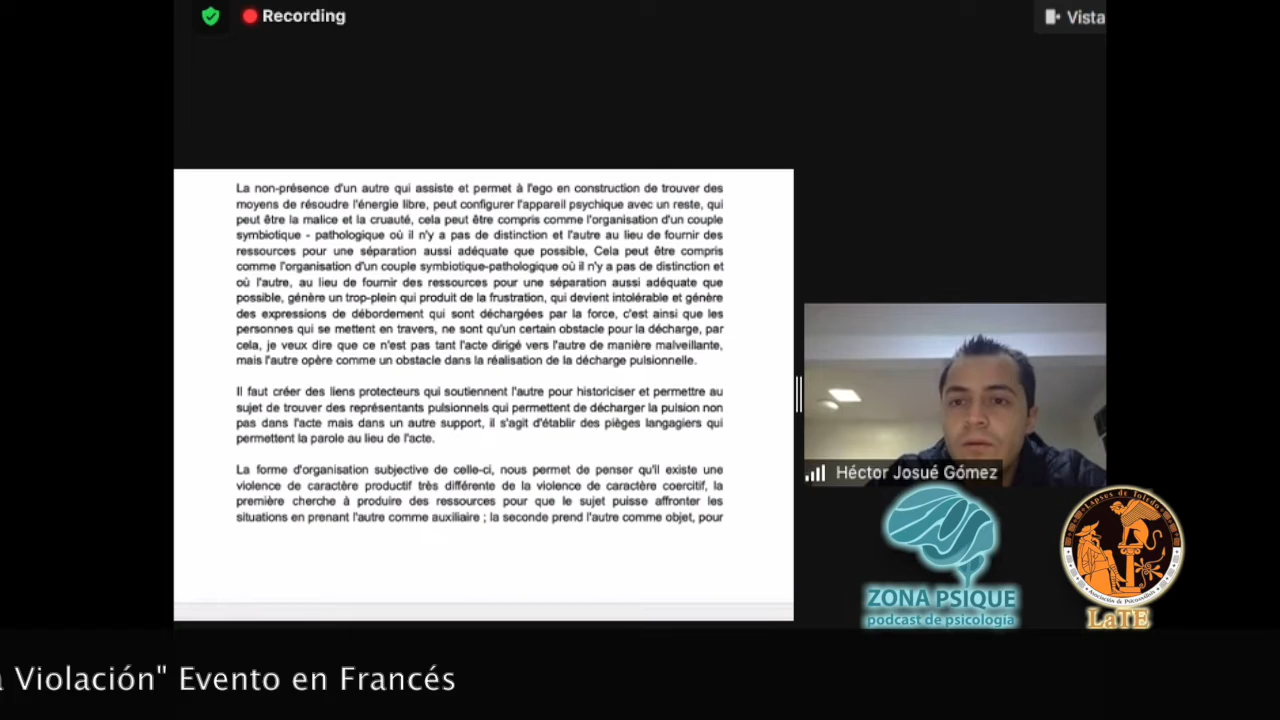 Recording
Vista
La non-présence d'un autre qui assiste et permet à l'ego en construction de trouver des
moyens de résoudre l'énergie libre, peut configurer l'appareil psychique avec un reste, qui
peut être la malice et la cruauté, cela peut être compris comme l'organisation d'un couple
symbiotique - pathologique où il n'y a pas de distinction et l'autre au lieu de fournir des
ressources pour une séparation aussi adéquate que possible, Cela peut être compris
comme l'organisation d'un couple symbiotique-pathologique où il n'y a pas de distinction et
où l'autre, au lieu de fournir des ressources pour une séparation aussi adéquate que
possible, génère un trop-plein qui produit de la frustration, qui devient intolérable et génère
des expressions de débordement qui sont déchargées par la force, c'est ainsi que les
personnes qui se mettent en travers, ne sont qu'un certain obstacle pour la décharge, par
cela, je veux dire que ce n'est pas tant l'acte dirigé vers l'autre de manière malveillante,
mais l'autre opère comme un obstacle dans la réalisation de la décharge pulsionnelle.
Il faut créer des liens protecteurs qui soutiennent l'autre pour historiciser et permettre au
sujet de trouver des représentants pulsionnels qui permettent de décharger la pulsion non
pas dans l'acte mais dans un autre support, il s'agit d'établir des pièges langagiers qui
permettent la parole au lieu de l'acte.
La forme d'organisation subjective de celle-ci, nous permet de penser qu'il existe une
violence de caractère productif très différente de la violence de caractère coercitif, la
première cherche à produire des ressources pour que le sujet puisse affronter les
situations en prenant l'autre comme auxiliaire ; la seconde prend l'autre comme objet, pour
Héctor Josué Gómez
ZONA PSIQUE
podcast de psicología
Lapsus de Toledo
Asociación de Psicoanálisis
LaTE
Violación" Evento en Francés